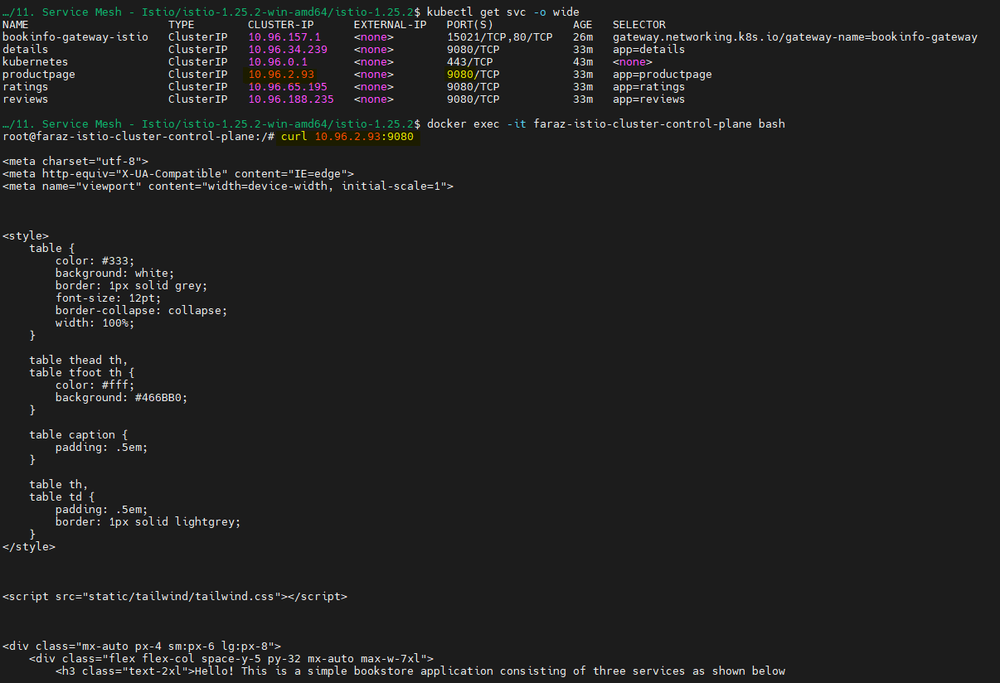 …/11. Service Mesh - Istio/istio-1.25.2-win-amd64/istio-1.25.2$ kubectl get svc -o wide
NAME                     TYPE        CLUSTER-IP      EXTERNAL-IP   PORT(S)            AGE   SELECTOR
bookinfo-gateway-istio   ClusterIP   10.96.157.1     <none>        15021/TCP,80/TCP   26m   gateway.networking.k8s.io/gateway-name=bookinfo-gateway
details                  ClusterIP   10.96.34.239    <none>        9080/TCP           33m   app=details
kubernetes               ClusterIP   10.96.0.1       <none>        443/TCP            43m   <none>
productpage              ClusterIP   10.96.2.93      <none>        9080/TCP           33m   app=productpage
ratings                  ClusterIP   10.96.65.195    <none>        9080/TCP           33m   app=ratings
reviews                  ClusterIP   10.96.188.235   <none>        9080/TCP           33m   app=reviews
…/11. Service Mesh - Istio/istio-1.25.2-win-amd64/istio-1.25.2$ docker exec -it faraz-istio-cluster-control-plane bash
root@faraz-istio-cluster-control-plane:/# curl 10.96.2.93:9080
<meta charset="utf-8">
<meta http-equiv="X-UA-Compatible" content="IE=edge">
<meta name="viewport" content="width=device-width, initial-scale=1">
<style>
    table {
        color: #333;
        background: white;
        border: 1px solid grey;
        font-size: 12pt;
        border-collapse: collapse;
        width: 100%;
    }
    table thead th,
    table tfoot th {
        color: #fff;
        background: #466BB0;
    }
    table caption {
        padding: .5em;
    }
    table th,
    table td {
        padding: .5em;
        border: 1px solid lightgrey;
    }
</style>
<script src="static/tailwind/tailwind.css"></script>
<div class="mx-auto px-4 sm:px-6 lg:px-8">
    <div class="flex flex-col space-y-5 py-32 mx-auto max-w-7xl">
        <h3 class="text-2xl">Hello! This is a simple bookstore application consisting of three services as shown below